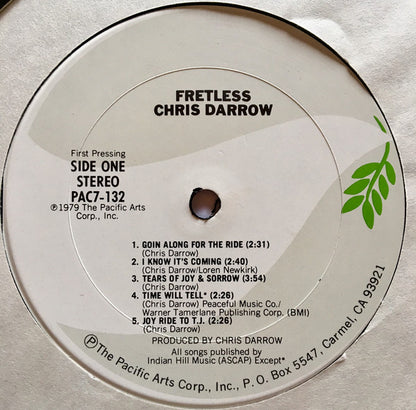 FRETLESS
CHRIS DARROW
First Pressing
SIDE ONE
STEREO
PAC7-132
℗1979 The Pacific Arts
Corp., Inc.
1. GOIN ALONG FOR THE RIDE (2:31)
(Chris Darrow)
2. I KNOW IT'S COMING (2:40)
(Chris Darrow/Loren Newkirk)
3. TEARS OF JOY & SORROW (3:54)
(Chris Darrow)
4. TIME WILL TELL* (2:26)
(Chris Darrow) Peaceful Music Co./
Warner Tamerlane Publishing Corp. (BMI)
5. JOY RIDE TO T.J. (2:26)
(Chris Darrow)
PRODUCED BY CHRIS DARROW
All songs published by
Indian Hill Music (ASCAP) Except*
℗The Pacific Arts Corp., Inc., P. O. Box 5547, Carmel, CA 93921